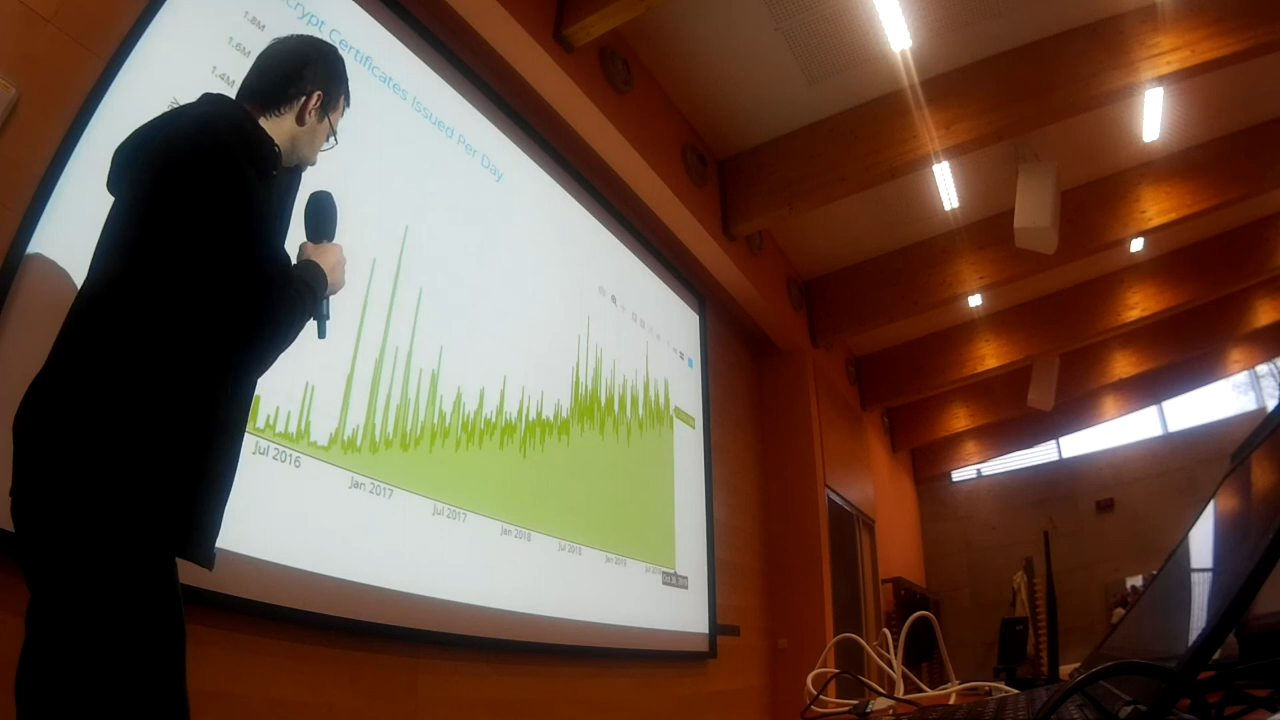 crypt Certificates Issued Per Day
1.8M
1.6M
1.4M
Jul 2016
Jan 2017
Jul 2017
Jan 2018
Jul 2018
Jan 2019